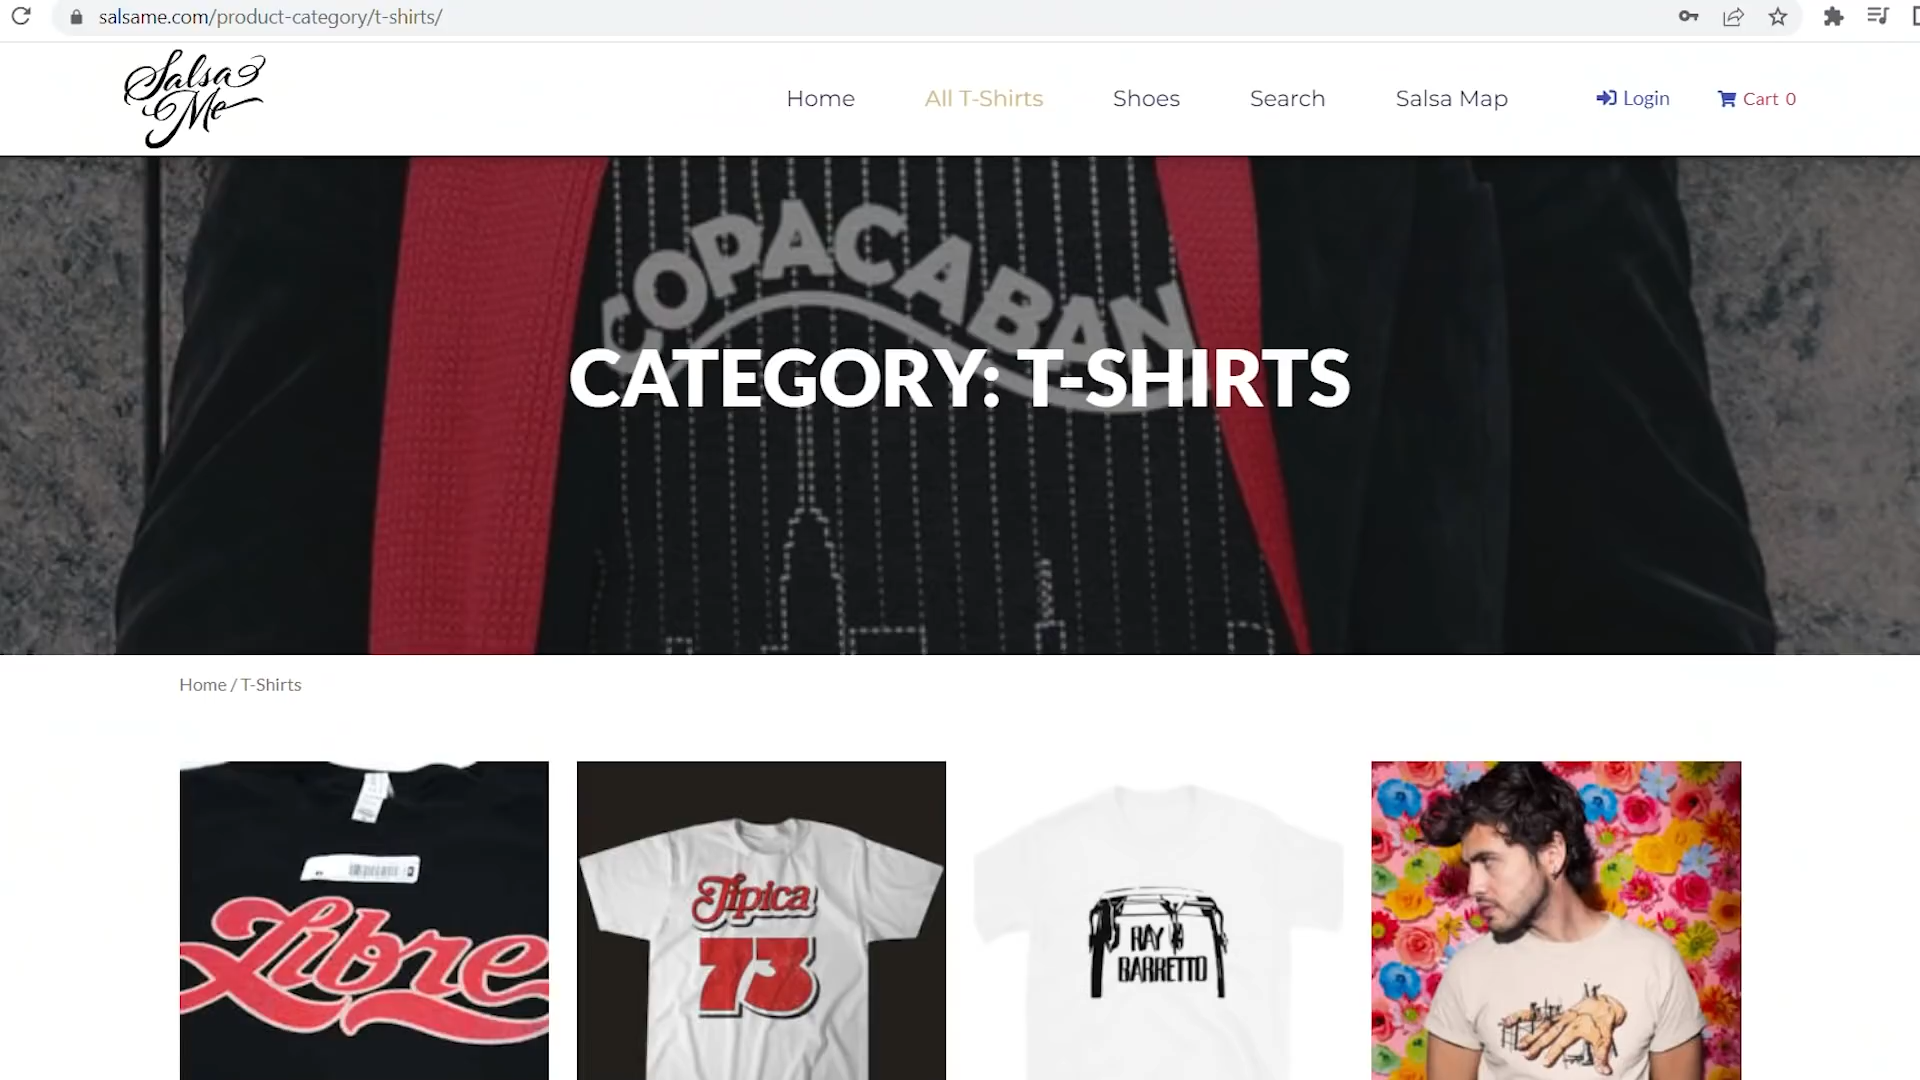 salsame.com/product-category/t-shirts/
Salsa Me
Home
All T-Shirts
Shoes
Search
Salsa Map
Login
Cart 0
COPACABAN
CATEGORY: T-SHIRTS
Home / T-Shirts
Libre
Típica
73
RAY
BARRETTO